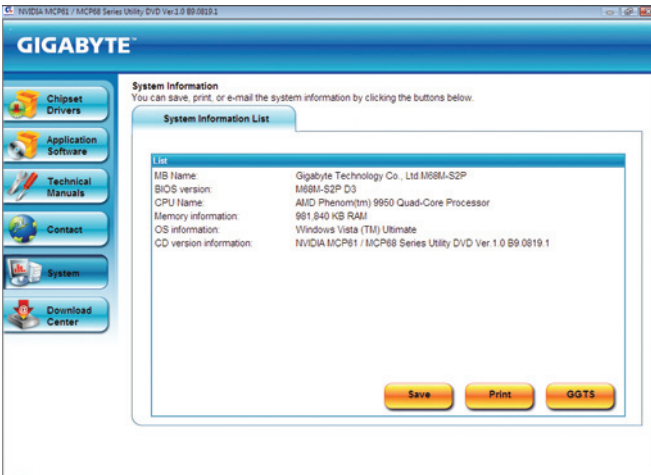 NVIDIA MCP61 / MCP68 Series Utility DVD Ver.1.0 B9.0819.1
GIGABYTE™
Chipset
Drivers
Application
Software
Technical
Manuals
Contact
System
Download
Center
System Information
You can save, print, or e-mail the system information by clicking the buttons below.
System Information List
List
MB Name: Gigabyte Technology Co., Ltd.M68M-S2P
BIOS version: M68M-S2P D3
CPU Name: AMD Phenom(tm) 9950 Quad-Core Processor
Memory information: 981,840 KB RAM
OS information: Windows Vista (TM) Ultimate
CD version information: NVIDIA MCP61 / MCP68 Series Utility DVD Ver.1.0 B9.0819.1
Save
Print
GGTS